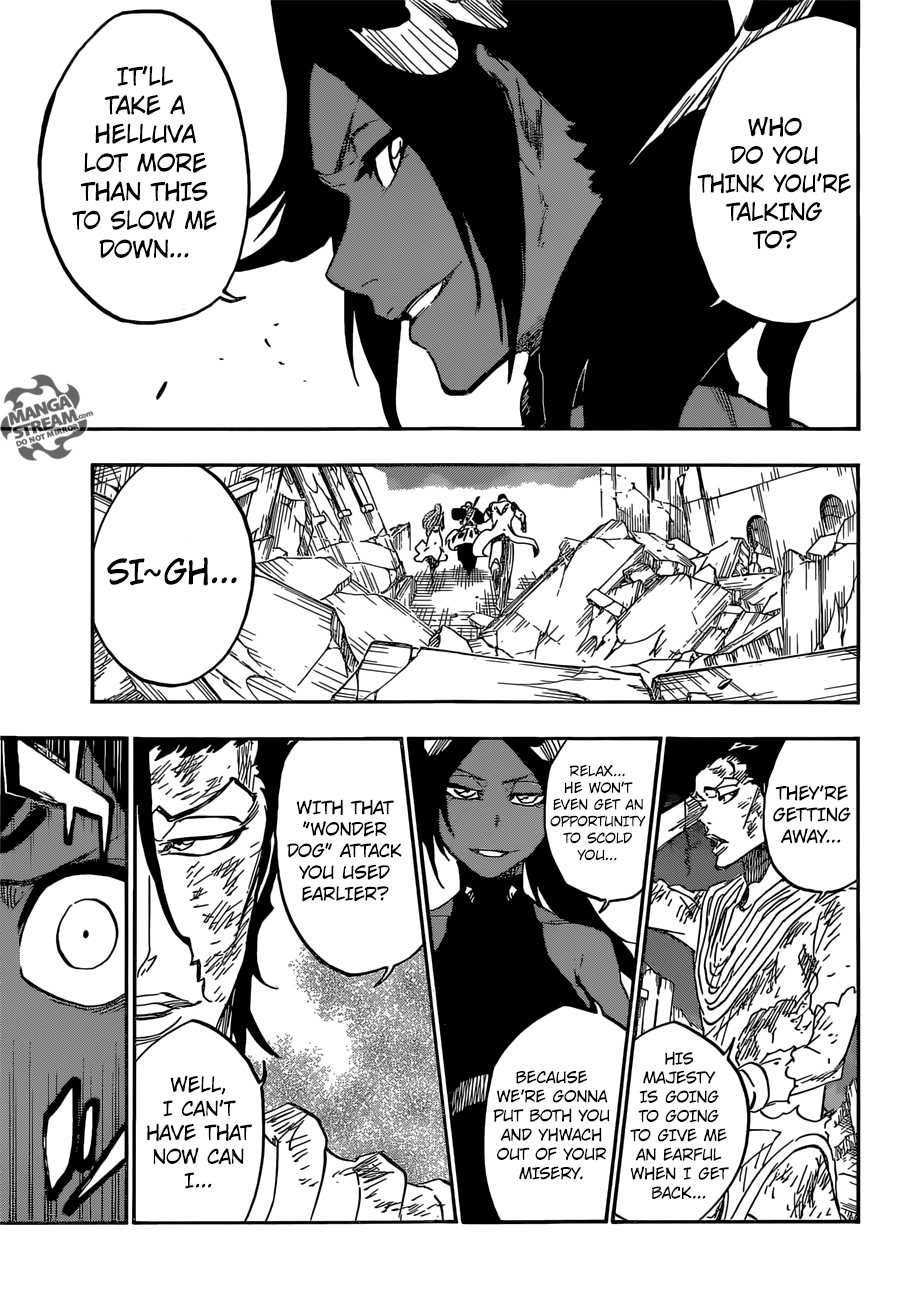 WHO
DO YOU
THINK YOU'RE
TALKING
TO?
IT'LL
TAKE A
HELLUVA
LOT MORE
THAN THIS
TO SLOW ME
DOWN...
MANGA
STREAM.com
DO NOT MIRROR
SI~GH...
THEY'RE
GETTING
AWAY...
HIS
MAJESTY
IS GOING
TO GOING
TO GIVE ME
AN EARFUL
WHEN I GET
BACK...
RELAX...
HE WON'T
EVEN GET AN
OPPORTUNITY
TO SCOLD
YOU...
BECAUSE
WE'RE GONNA
PUT BOTH YOU
AND YHWACH
OUT OF YOUR
MISERY.
WITH THAT
"WONDER
DOG" ATTACK
YOU USED
EARLIER?
WELL,
I CAN'T
HAVE THAT
NOW CAN
I...